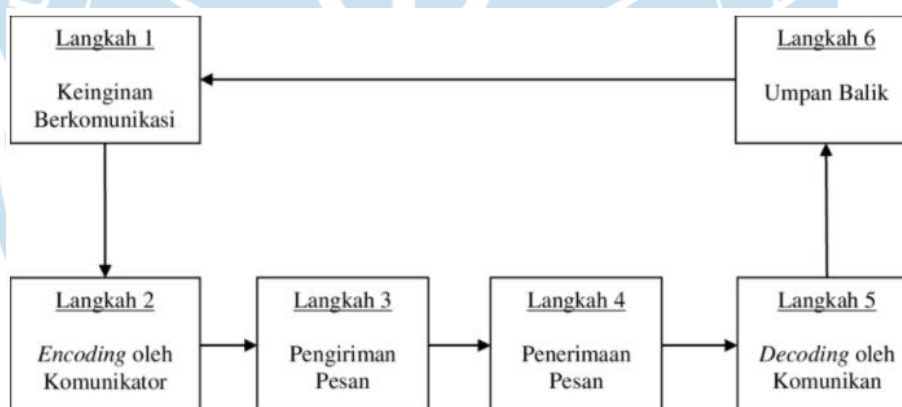 Langkah 1
Keinginan
Berkomunikasi
Langkah 6
Umpan Balik
Langkah 2
Encoding oleh
Komunikator
Langkah 3
Pengiriman
Pesan
Langkah 4
Penerimaan
Pesan
Langkah 5
Decoding oleh
Komunikan